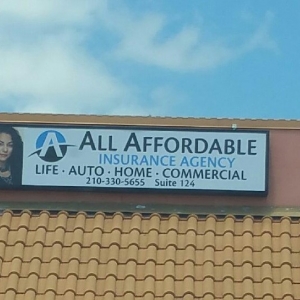 A ALL AFFORDABLE
INSURANCE AGENCY
LIFE · AUTO · HOME · COMMERCIAL
210-330-5655 Suite 124